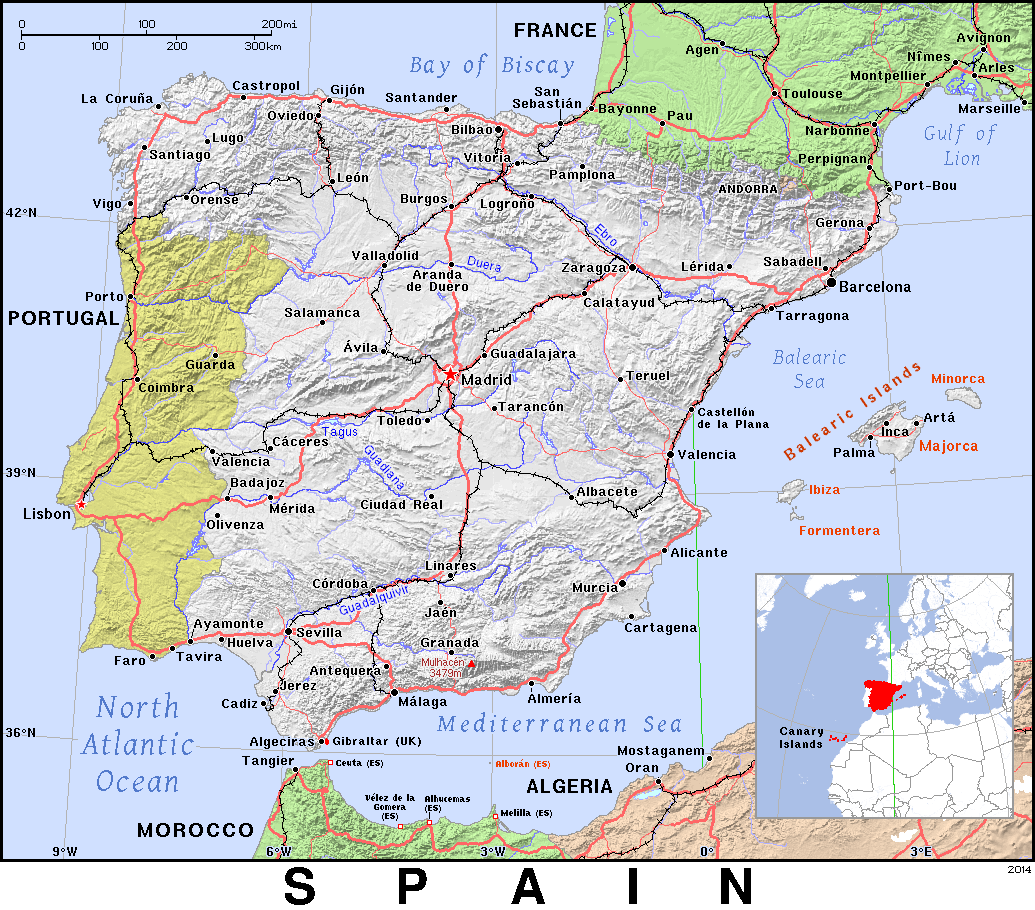 0 100 200mi
0 100 200 300km
FRANCE
Bay of Biscay
Agen
Avignon
Nîmes
Arles
Montpellier
Marseille
Toulouse
Gulf of
Lion
La Coruña
Castropol
Gijón
Santander
San
Sebastián
Bayonne
Pau
Narbonne
Oviedo
Bilbao
Lugo
Santiago
Vitoria
Perpignan
León
Pamplona
ANDORRA
Port-Bou
Vigo
Orense
Burgos
Logroño
42°N
Gerona
Ebro
Valladolid
Duera
Zaragoza
Lérida
Sabadell
Aranda
de Duero
Barcelona
Porto
Calatayud
Tarragona
PORTUGAL
Salamanca
Ávila
Guadalajara
Balearic
Sea
Guarda
Madrid
Teruel
Balearic Islands
Minorca
Coimbra
Tarancón
Castellón
de la Plana
Artá
Inca
Toledo
Tagus
Cáceres
Palma
Majorca
Valencia
Valencia
Guadiana
39°N
Badajoz
Ibiza
Albacete
Lisbon
Mérida
Ciudad Real
Olivenza
Formentera
Alicante
Linares
Córdoba
Murcia
Guadalquivir
Jaén
Cartagena
Ayamonte
Sevilla
Huelva
Granada
Faro
Tavira
Mulhacén
3479m
Antequera
Jerez
Almería
Cadiz
Málaga
North
Atlantic
Ocean
Mediterranean Sea
Canary
Islands
36°N
Algeciras
Gibraltar (UK)
Mostaganem
Tangier
Ceuta (ES)
Alborán (ES)
Oran
ALGERIA
Vélez de la
Gomera
(ES)
Alhucemas
(ES)
Melilla (ES)
MOROCCO
9°W
6°W
3°W
0°
3°E
2014
SPAIN